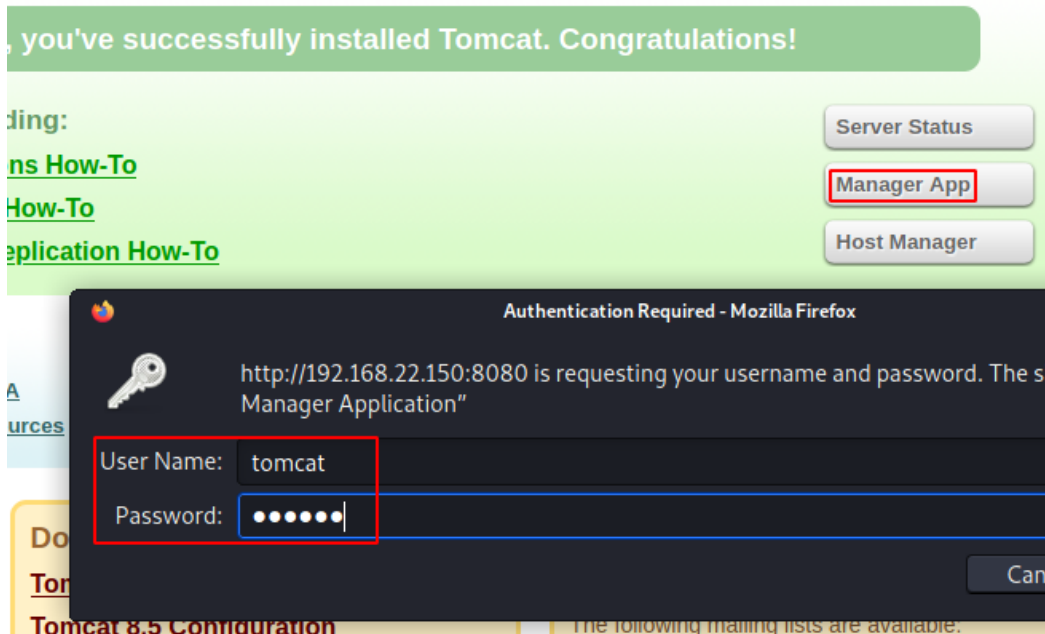 , you've successfully installed Tomcat. Congratulations!
ding:
ns How-To
How-To
eplication How-To
Server Status
Manager App
Host Manager
Authentication Required - Mozilla Firefox
http://192.168.22.150:8080 is requesting your username and password. The s
Manager Application”
A
urces
User Name: tomcat
Password: ●●●●●●
Can
Do
Tom
Tomcat 8.5 Configuration
The following mailing lists are available: